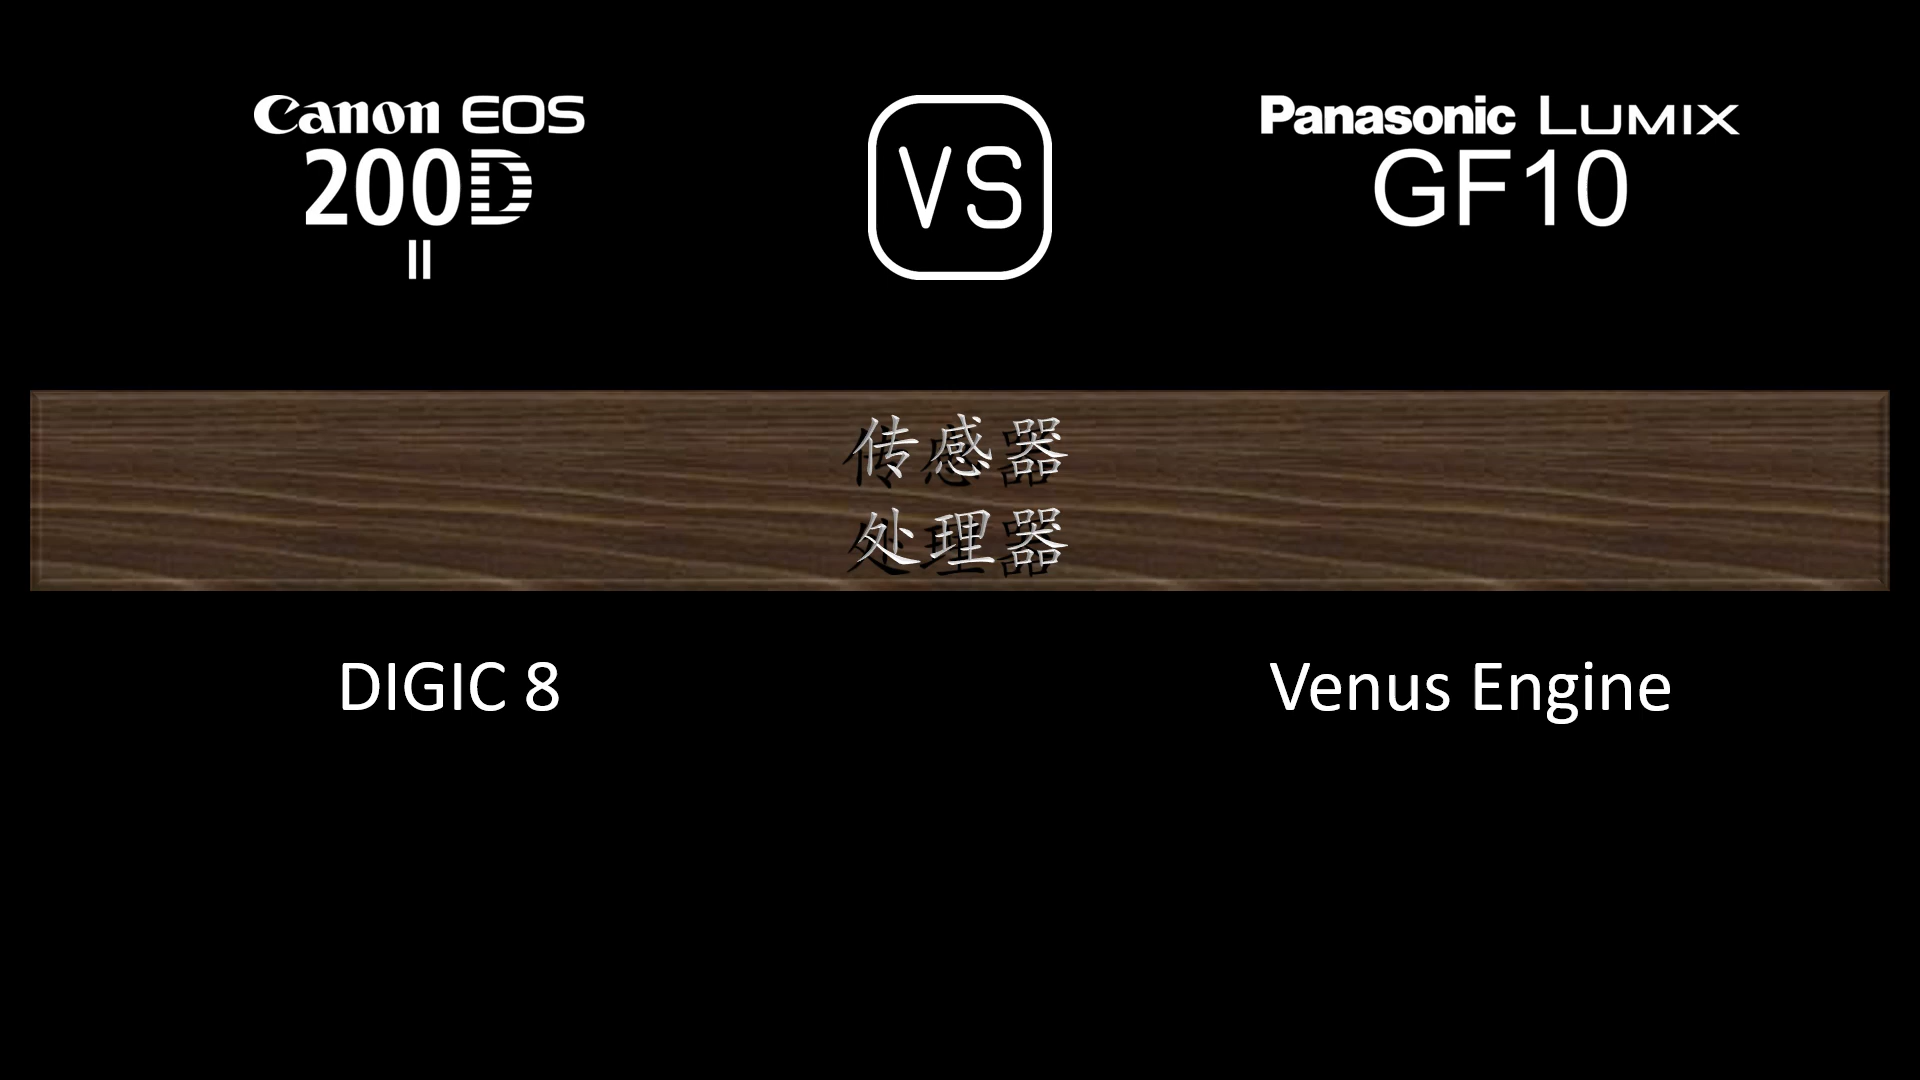 Canon EOS
200D
II
VS
Panasonic LUMIX
GF10
传感器
处理器
DIGIC 8
Venus Engine